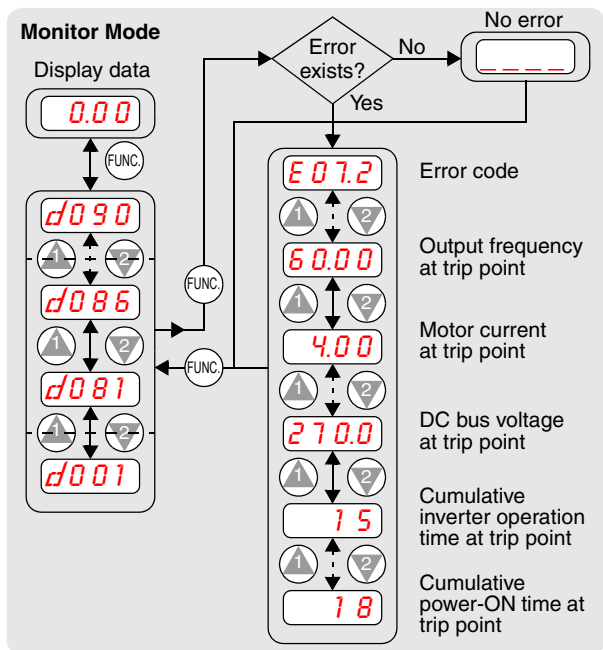 Monitor Mode
Display data
0.00
FUNC.
d090
1 2
d086
1 2
d081
1 2
d001
FUNC.
FUNC.
Error
exists?
No
Yes
No error
_ _ _ _
E07.2
Error code
1 2
60.00
Output frequency
at trip point
1 2
4.00
Motor current
at trip point
1 2
270.0
DC bus voltage
at trip point
1 2
15
Cumulative
inverter operation
time at trip point
1 2
18
Cumulative
power-ON time at
trip point